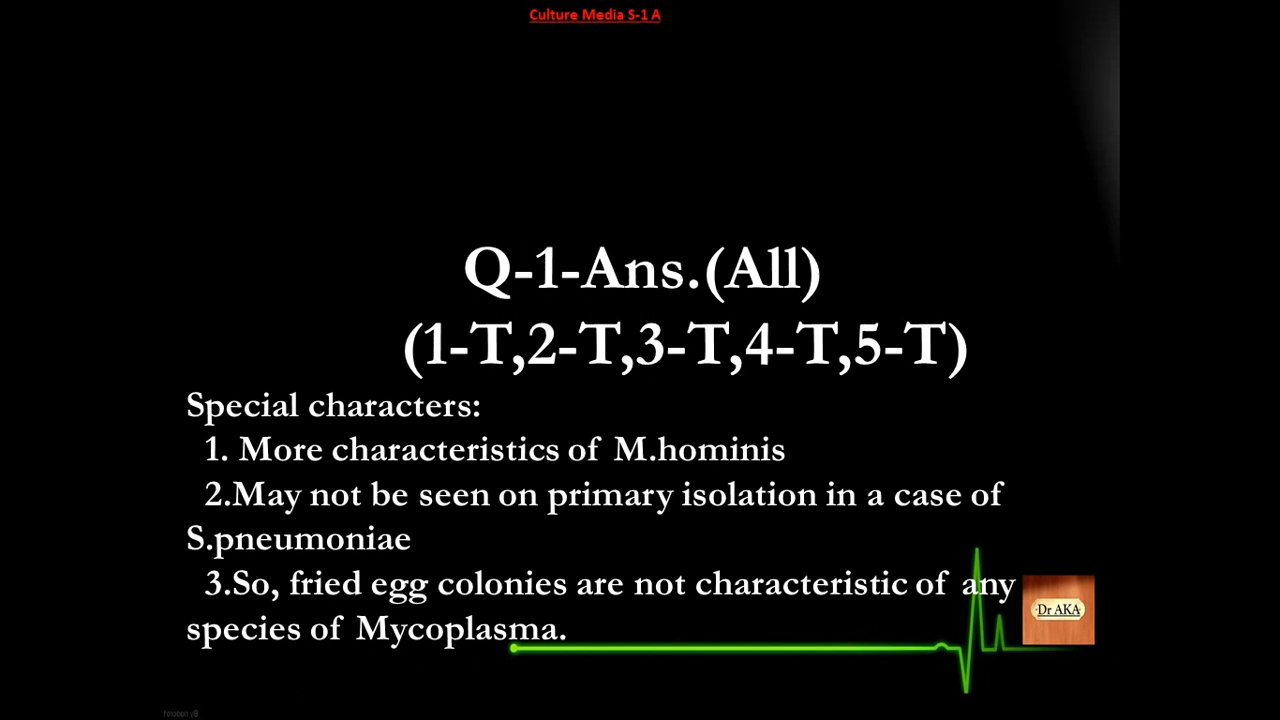 Culture Media S-1 A
Q-1-Ans.(All)
(1-T,2-T,3-T,4-T,5-T)
Special characters:
1. More characteristics of M.hominis
2.May not be seen on primary isolation in a case of
S.pneumoniae
3.So, fried egg colonies are not characteristic of any
species of Mycoplasma.
Dr AKA